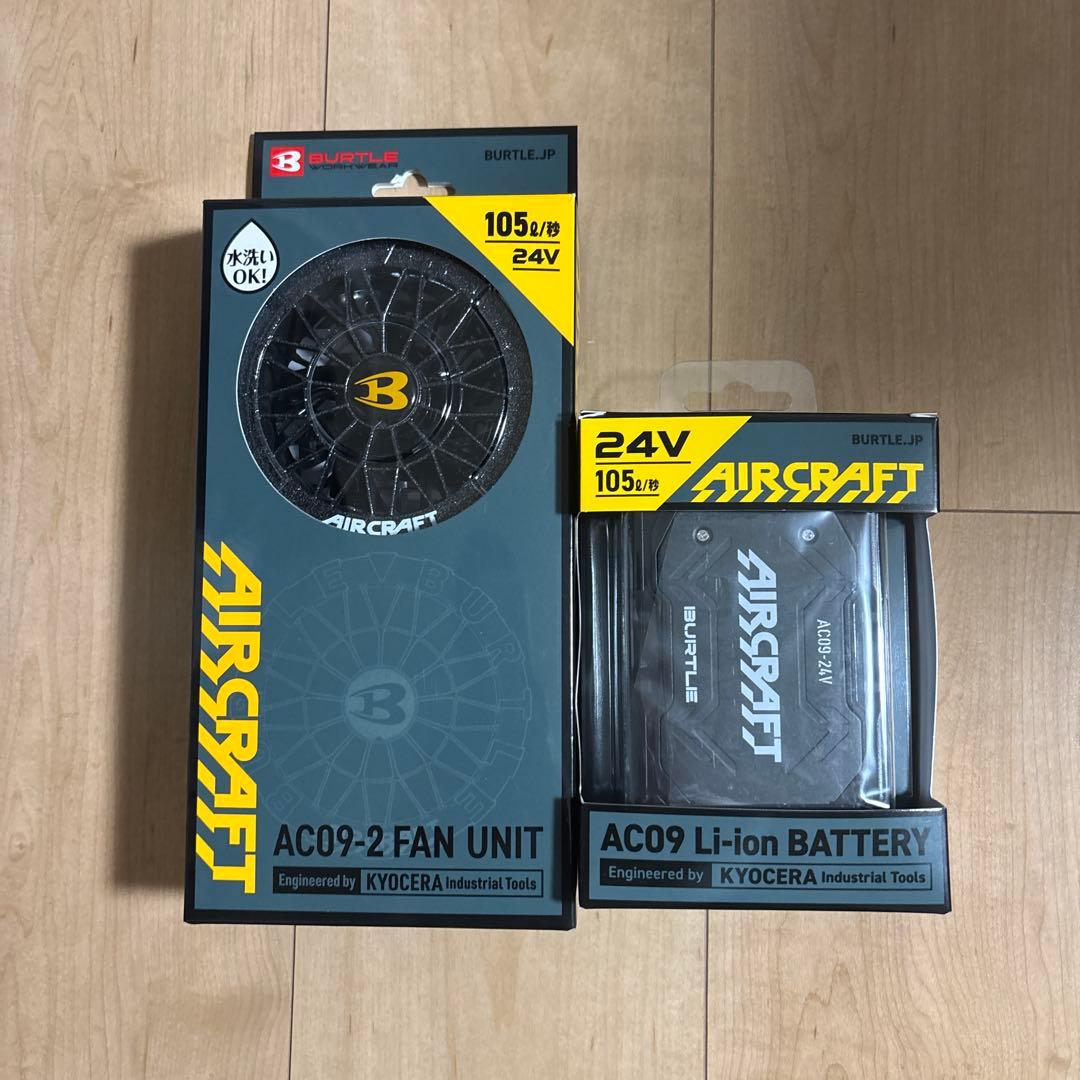 BURTLE
WORKWEAR
BURTLE.JP
水洗い
OK!
105ℓ/秒
24V
B
AIRCRAFT
AIRCRAFT
B
AC09-2 FAN UNIT
Engineered by KYOCERA Industrial Tools
24V
105ℓ/秒
BURTLE.JP
AIRCRAFT
AIRCRAFT
BURTLE
AC09-24V
AC09 Li-ion BATTERY
Engineered by KYOCERA Industrial Tools